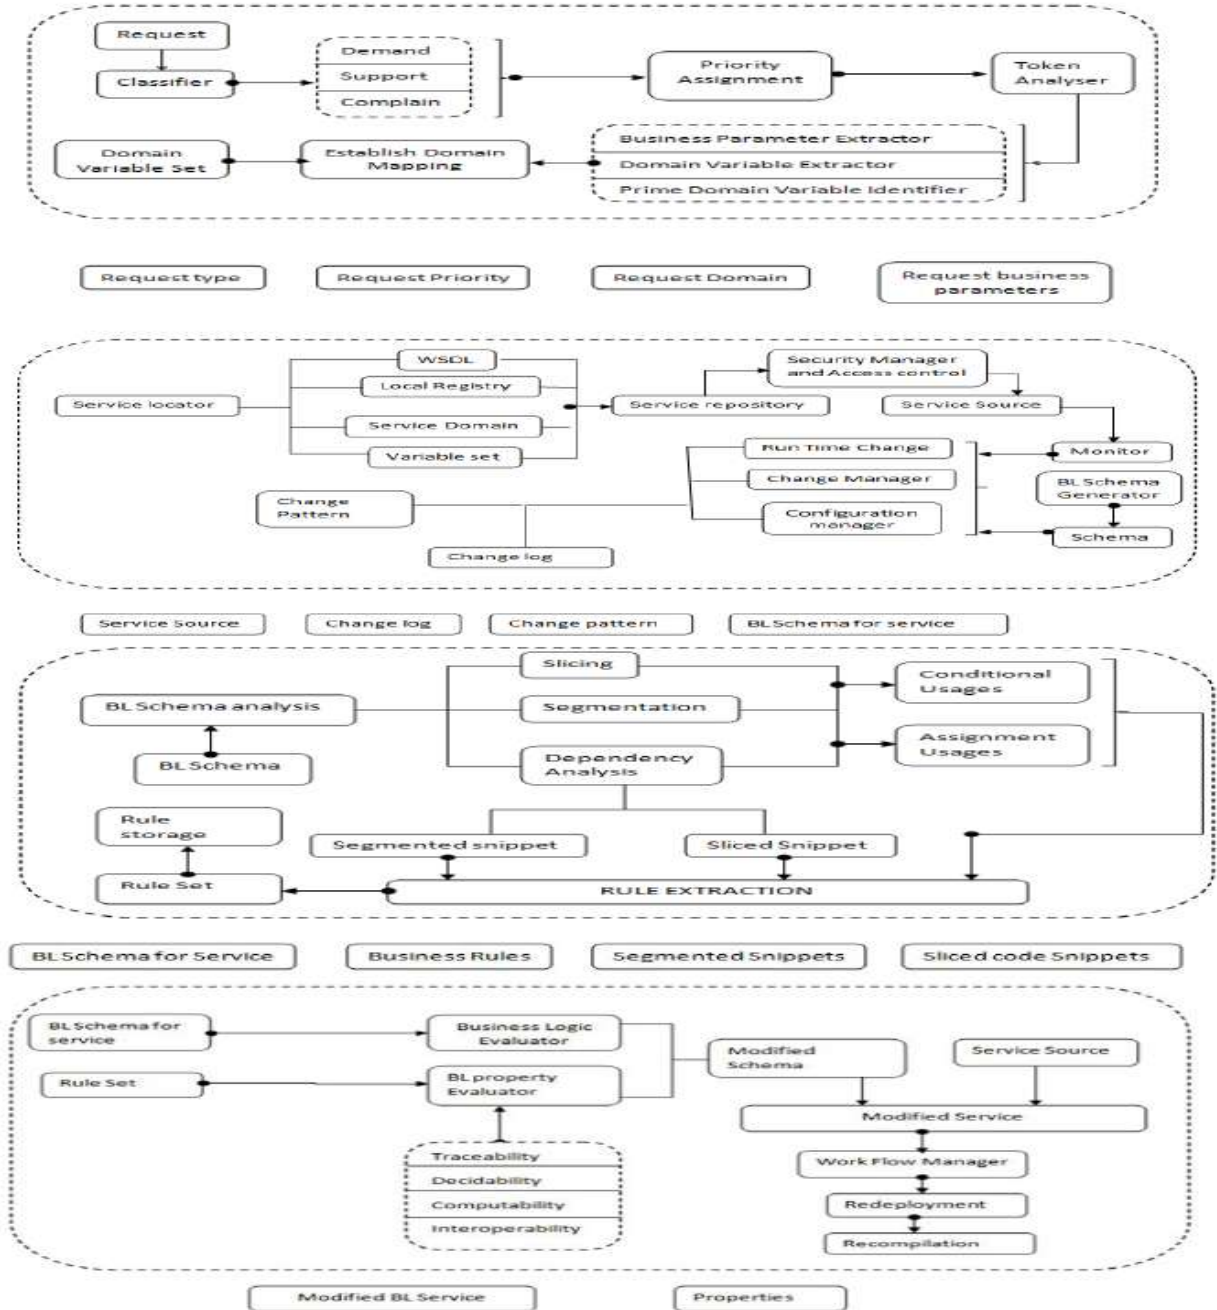 Request
Classifier
Demand
Support
Complain
Priority
Assignment
Token
Analyser
Domain
Variable Set
Establish Domain
Mapping
Business Parameter Extractor
Domain Variable Extractor
Prime Domain Variable Identifier
Request type
Request Priority
Request Domain
Request business
parameters
WSDL
Local Registry
Service locator
Service Domain
Variable set
Service repository
Security Manager
and Access control
Service Source
Run Time Change
Monitor
Change Manager
BL Schema
Generator
Change
Pattern
Configuration
manager
Schema
Change log
Service Source
Change log
Change pattern
BL Schema for service
Slicing
Conditional
Usages
BL Schema analysis
Segmentation
Assignment
Usages
BL Schema
Dependency
Analysis
Rule
storage
Segmented snippet
Sliced Snippet
Rule Set
RULE EXTRACTION
BL Schema for Service
Business Rules
Segmented Snippets
Sliced code Snippets
BL Schema for
service
Business Logic
Evaluator
Modified
Schema
Service Source
Rule Set
BL property
Evaluator
Modified Service
Traceability
Decidability
Computability
Interoperability
Work Flow Manager
Redeployment
Recompilation
Modified BL Service
Properties